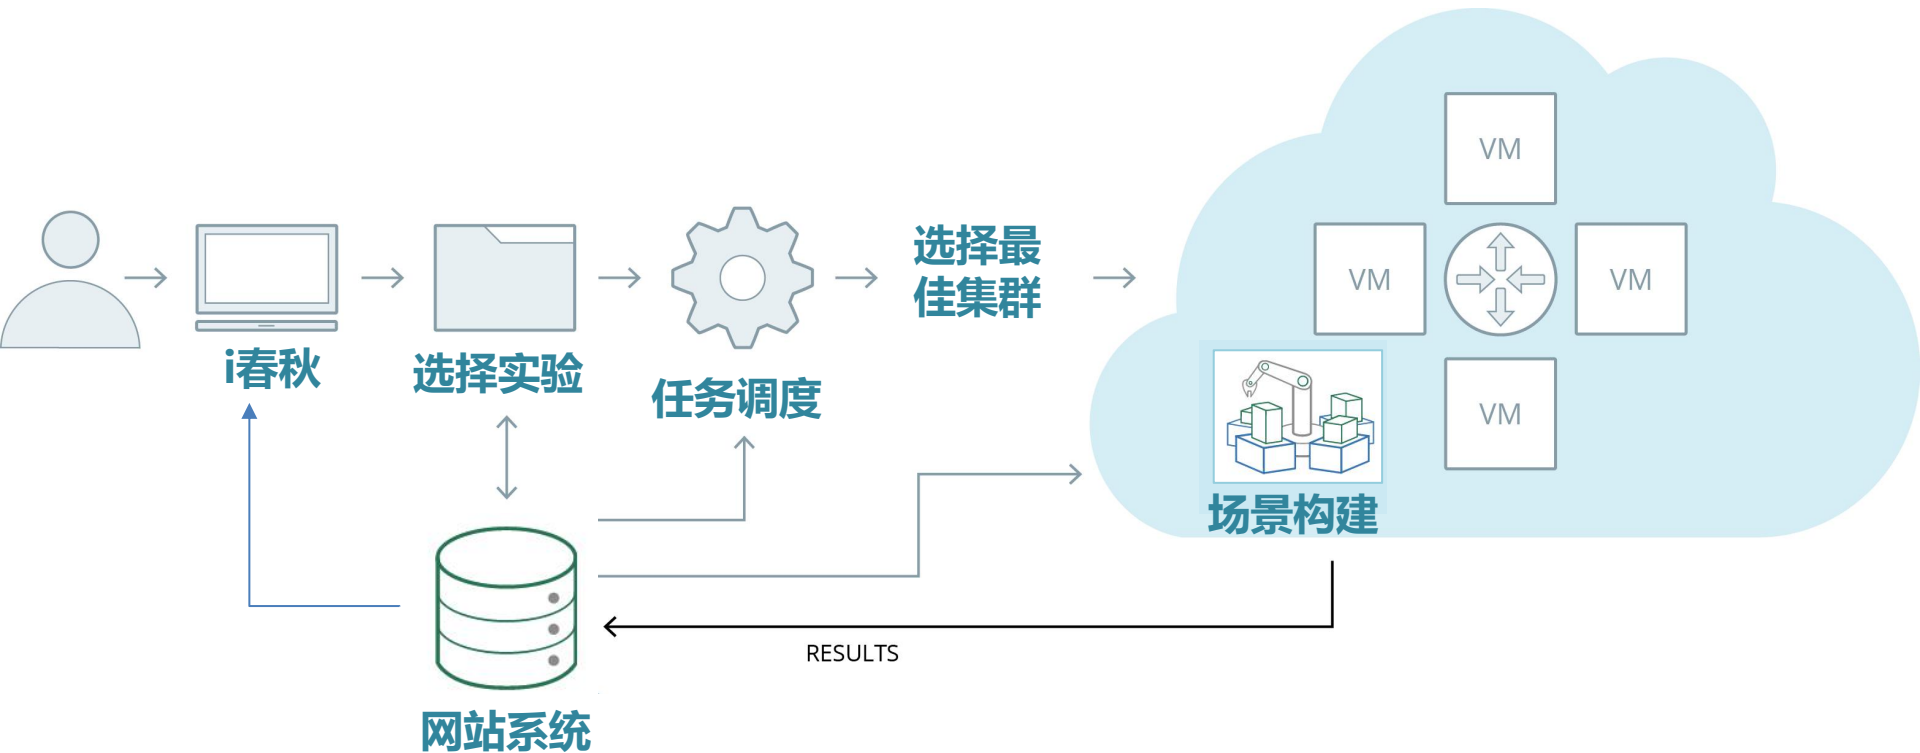 VM
选择最
佳集群
VM
VM
i春秋
选择实验
任务调度
VM
场景构建
RESULTS
网站系统